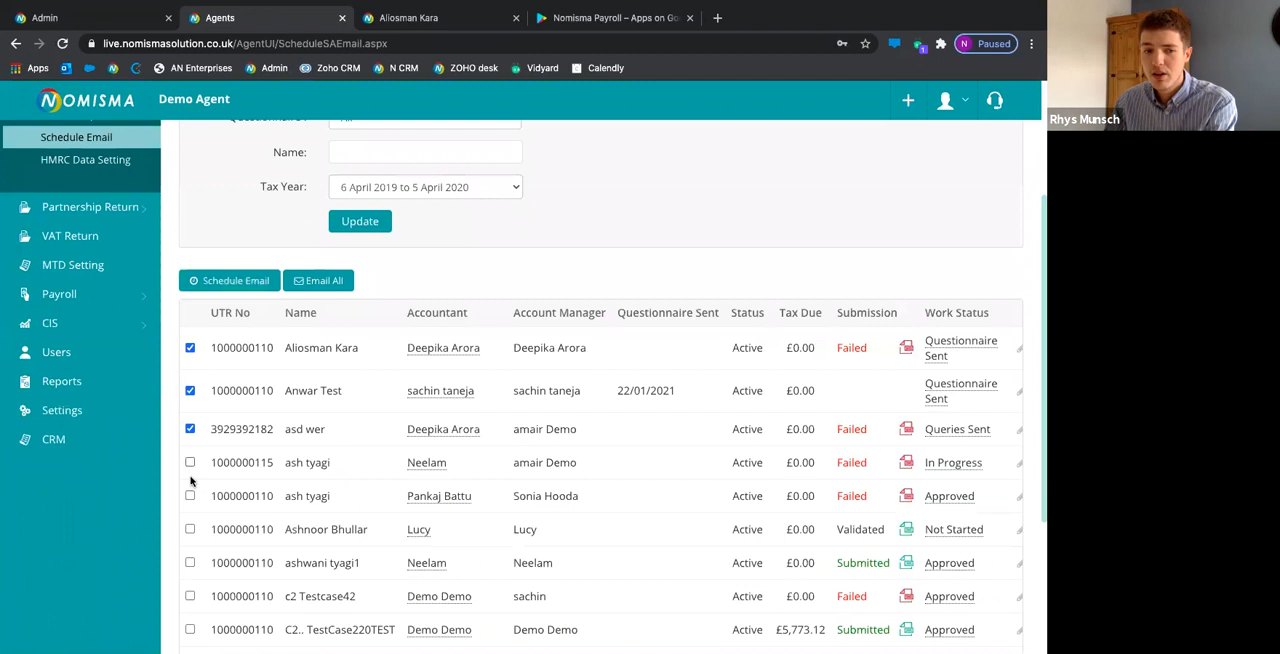 Admin
Agents
Aliosman Kara
Nomisma Payroll – Apps on Go
live.nomismasolution.co.uk/AgentUI/ScheduleSAEmail.aspx
1
N Paused
Apps
AN Enterprises
Admin
Zoho CRM
N CRM
ZOHO desk
Vidyard
Calendly
NOMISMA
Demo Agent
Rhys Munsch
Schedule Email
HMRC Data Setting
Partnership Return
VAT Return
MTD Setting
Payroll
CIS
Users
Reports
Settings
CRM
Name:
Tax Year: 6 April 2019 to 5 April 2020
Update
Schedule Email
Email All
UTR No Name Accountant Account Manager Questionnaire Sent Status Tax Due Submission Work Status
1000000110 Aliosman Kara Deepika Arora Deepika Arora Active £0.00 Failed Questionnaire Sent
1000000110 Anwar Test sachin taneja sachin taneja 22/01/2021 Active £0.00 Questionnaire Sent
3929392182 asd wer Deepika Arora amair Demo Active £0.00 Failed Queries Sent
1000000115 ash tyagi Neelam amair Demo Active £0.00 Failed In Progress
1000000110 ash tyagi Pankaj Battu Sonia Hooda Active £0.00 Failed Approved
1000000110 Ashnoor Bhullar Lucy Lucy Active £0.00 Validated Not Started
1000000110 ashwani tyagi1 Neelam Neelam Active £0.00 Submitted Approved
1000000110 c2 Testcase42 Demo Demo sachin Active £0.00 Failed Approved
1000000110 C2.. TestCase220TEST Demo Demo Demo Demo Active £5,773.12 Submitted Approved